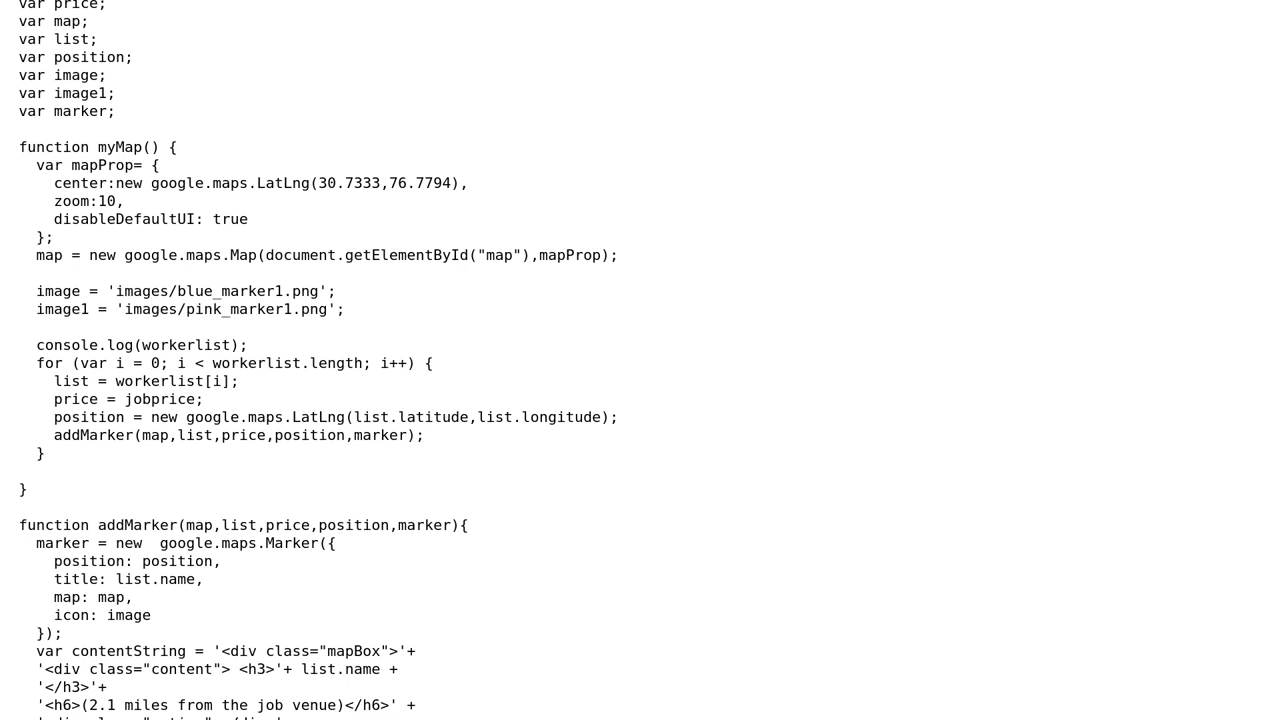 var price;
var map;
var list;
var position;
var image;
var image1;
var marker;

function myMap() {
  var mapProp= {
    center:new google.maps.LatLng(30.7333,76.7794),
    zoom:10,
    disableDefaultUI: true
  };
  map = new google.maps.Map(document.getElementById("map"),mapProp);

  image = 'images/blue_marker1.png';
  image1 = 'images/pink_marker1.png';

  console.log(workerlist);
  for (var i = 0; i < workerlist.length; i++) {
    list = workerlist[i];
    price = jobprice;
    position = new google.maps.LatLng(list.latitude,list.longitude);
    addMarker(map,list,price,position,marker);
  }

}

function addMarker(map,list,price,position,marker){
  marker = new  google.maps.Marker({
    position: position,
    title: list.name,
    map: map,
    icon: image
  });
  var contentString = '<div class="mapBox">'+
  '<div class="content"> <h3>'+ list.name +
  '</h3>'+
  '<h6>(2.1 miles from the job venue)</h6>' +